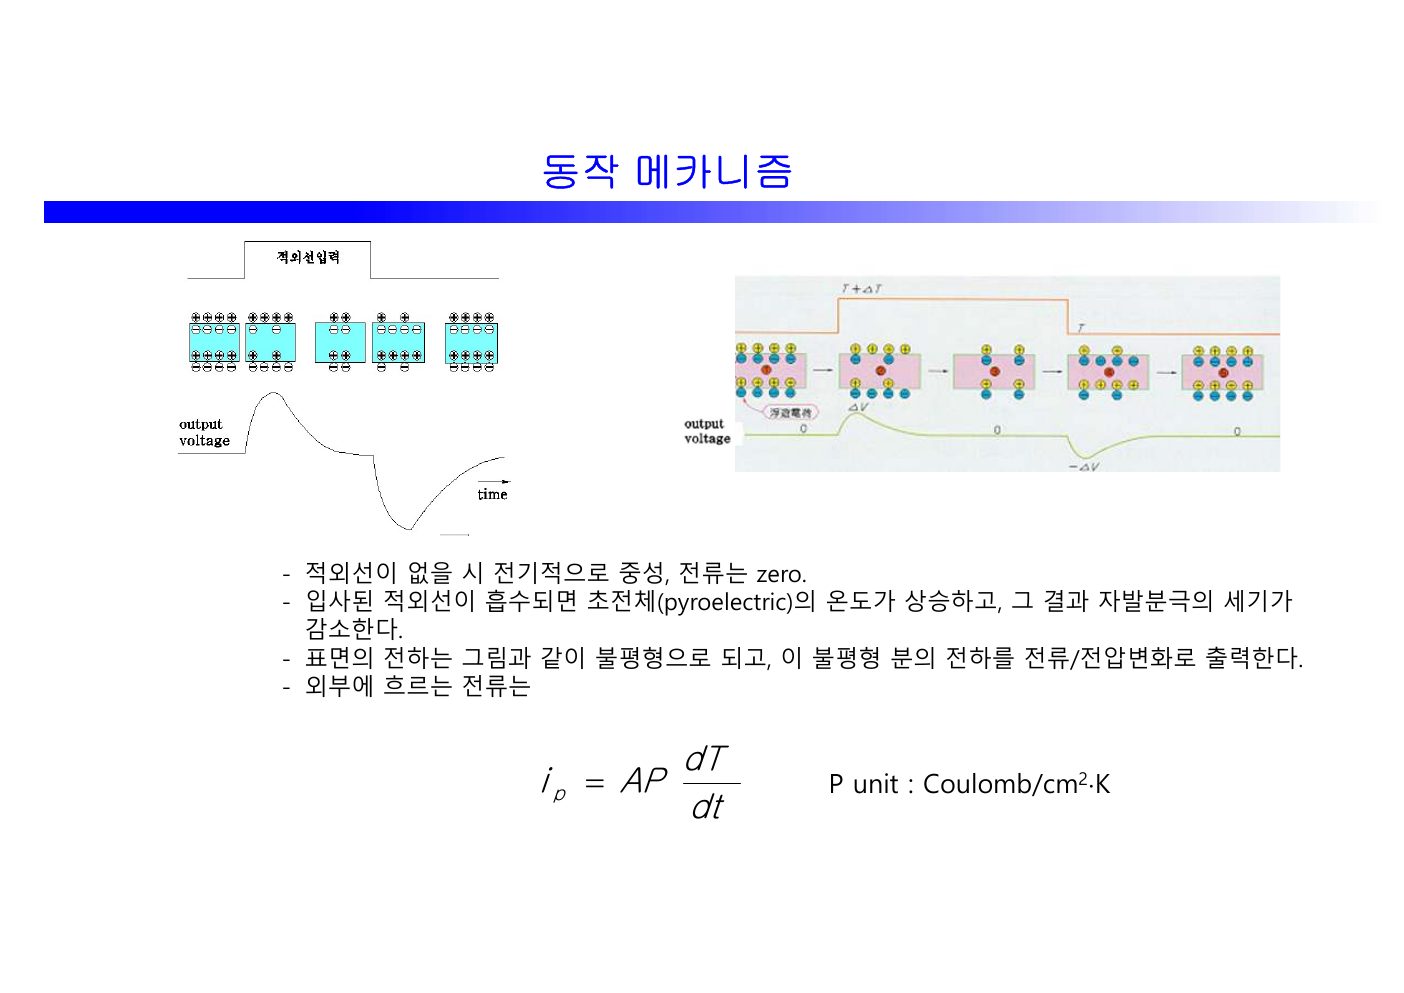 동작 메카니즘
적외선입력
output
voltage
time
T+ΔT
T
浮遊電荷
ΔV
output
voltage
0
0
0
-ΔV
- 적외선이 없을 시 전기적으로 중성, 전류는 zero.
- 입사된 적외선이 흡수되면 초전체(pyroelectric)의 온도가 상승하고, 그 결과 자발분극의 세기가
감소한다.
- 표면의 전하는 그림과 같이 불평형으로 되고, 이 불평형 분의 전하를 전류/전압변화로 출력한다.
- 외부에 흐르는 전류는
i_p = AP dT/dt
P unit : Coulomb/cm²·K